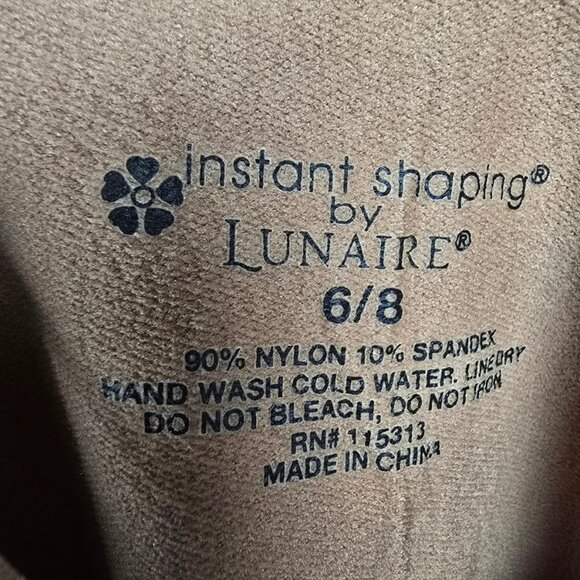 instant shaping®
by
LUNAIRE®
6/8
90% NYLON 10% SPANDEX
HAND WASH COLD WATER. LINE DRY
DO NOT BLEACH, DO NOT IRON
RN# 115313
MADE IN CHINA